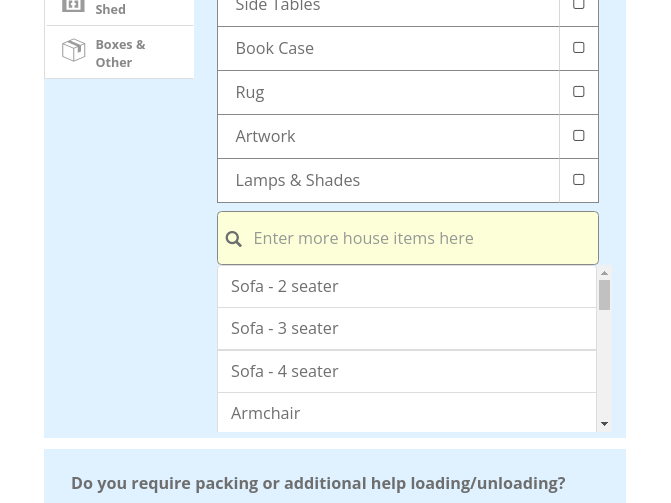 Shed
Boxes &
Other
Side Tables
Book Case
Rug
Artwork
Lamps & Shades
Enter more house items here
Sofa - 2 seater
Sofa - 3 seater
Sofa - 4 seater
Armchair
Do you require packing or additional help loading/unloading?